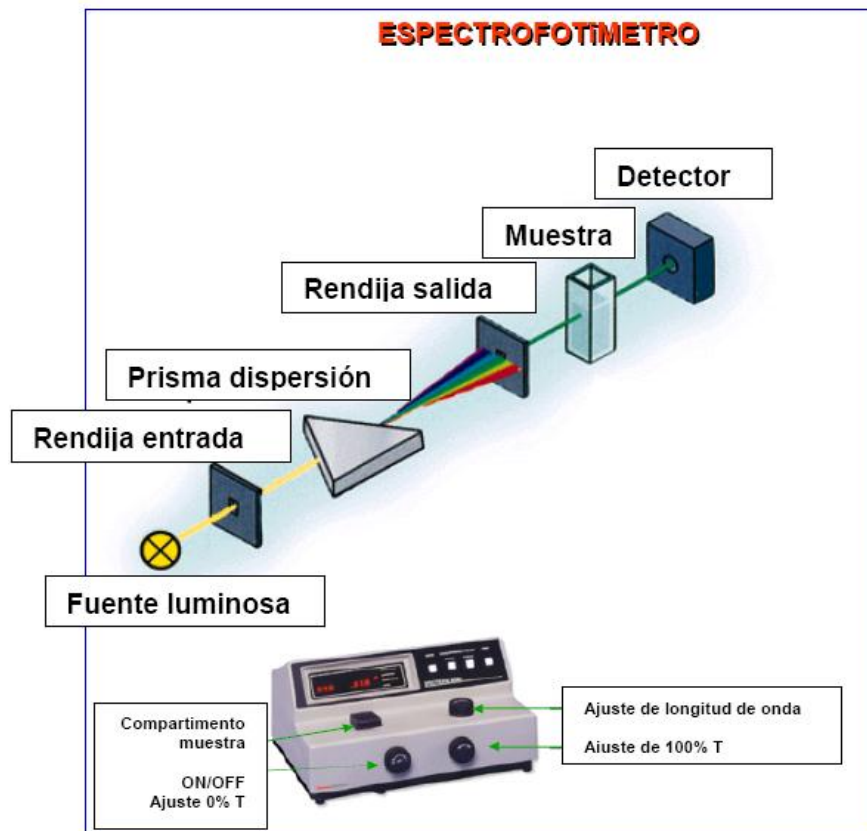 ESPECTROFOTíMETRO
Detector
Muestra
Rendija salida
Prisma dispersión
Rendija entrada
Fuente luminosa
Compartimento
muestra
ON/OFF
Ajuste 0% T
Ajuste de longitud de onda
Aiuste de 100% T